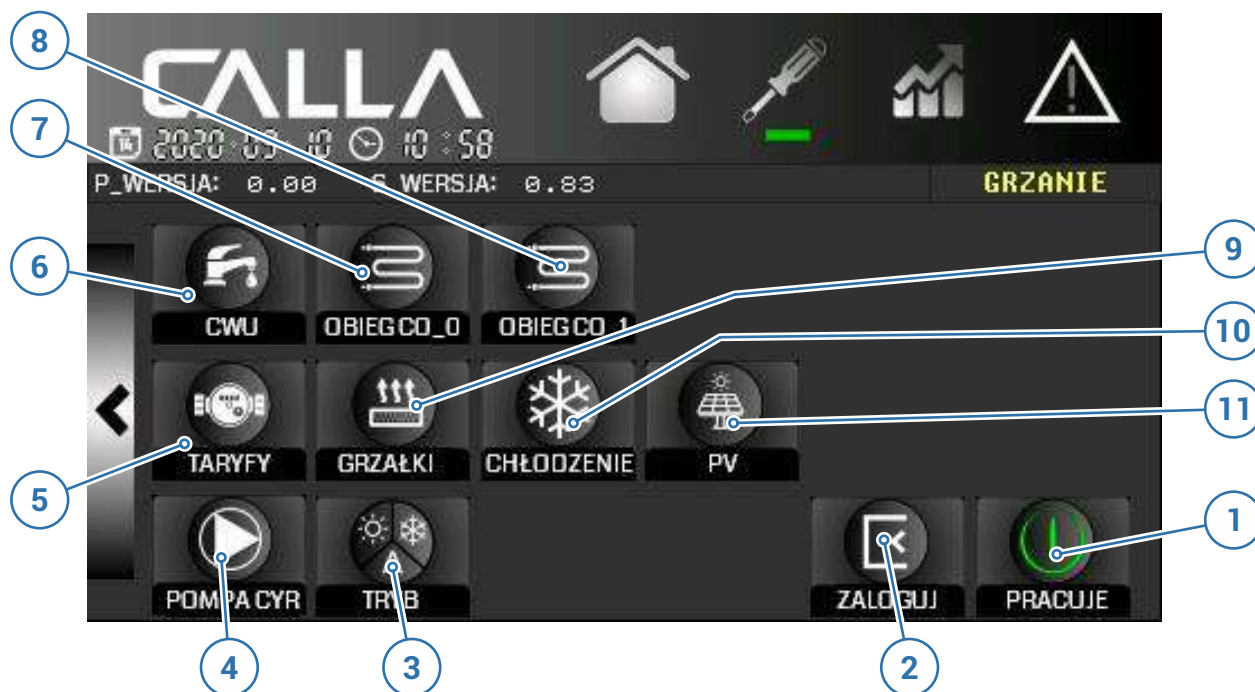 CALLA
14 2020-03-10 10:58
P_WERSJA: 0.00 S_WERSJA: 0.83 GRZANIE
8
7
6
9
10
11
5
1
4
3
2
CWU OBIEG CO_0 OBIEG CO_1
TARYFY GRZAŁKI CHŁODZENIE PV
A
POMPA CYR TRYB ZALOGUJ PRACUJE